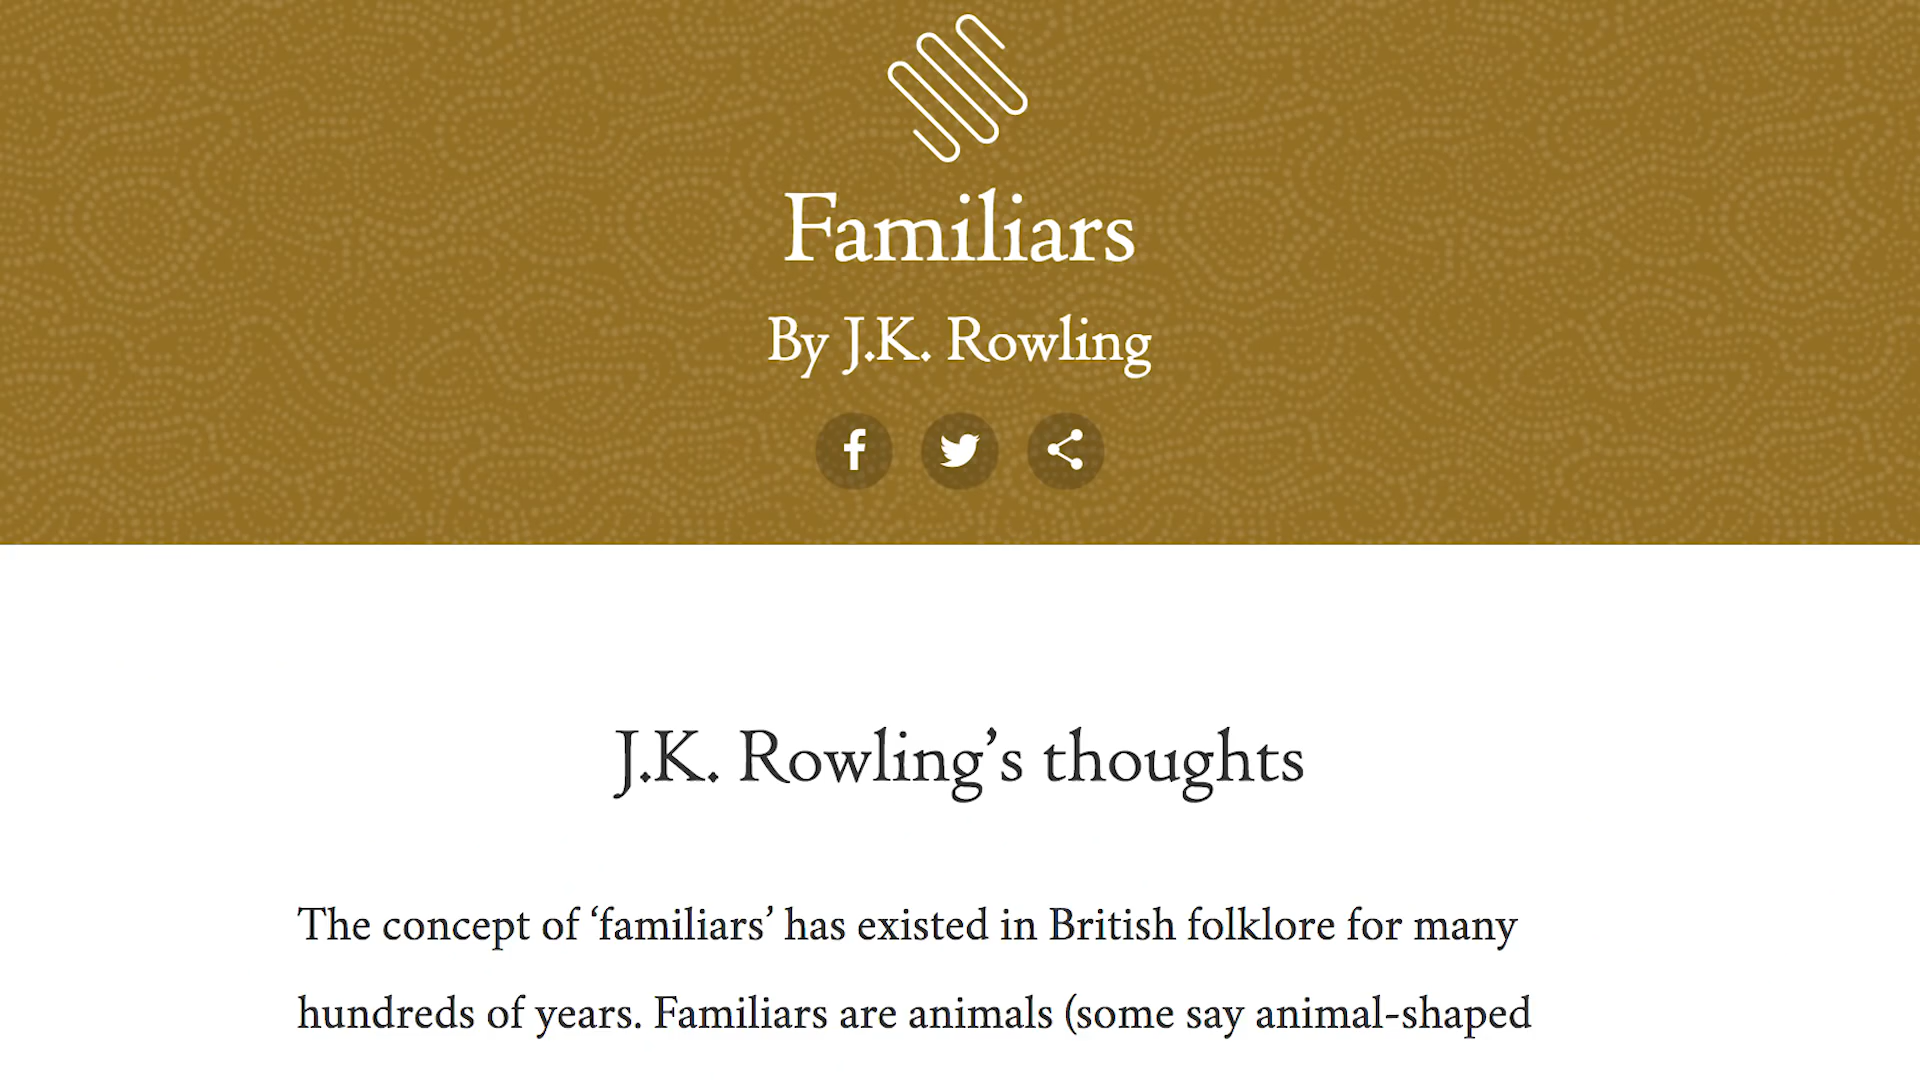 Familiars
By J.K. Rowling
J.K. Rowling’s thoughts
The concept of ‘familiars’ has existed in British folklore for many
hundreds of years. Familiars are animals (some say animal-shaped